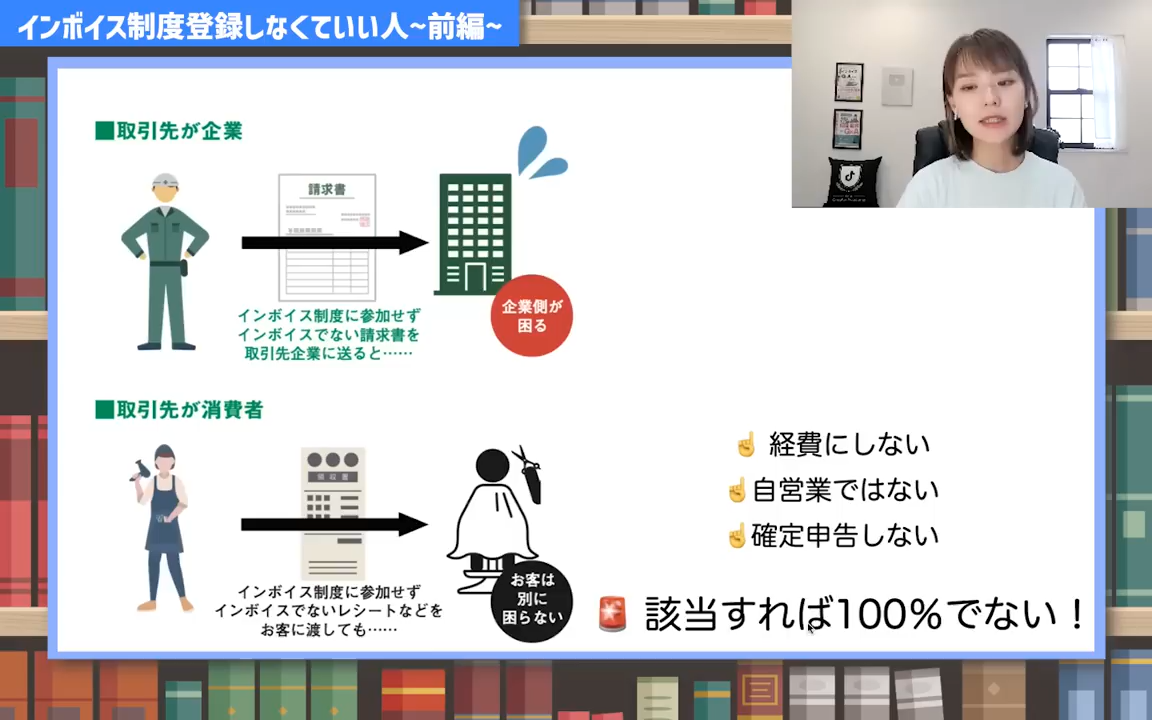 インボイス制度登録しなくていい人~前編~
■取引先が企業
請求書
インボイス制度に参加せず
インボイスでない請求書を
取引先企業に送ると……
企業側が
困る
■取引先が消費者
領収書
インボイス制度に参加せず
インボイスでないレシートなどを
お客に渡しても……
お客は
別に
困らない
☝経費にしない
☝自営業ではない
☝確定申告しない
🚨 該当すれば100%でない！